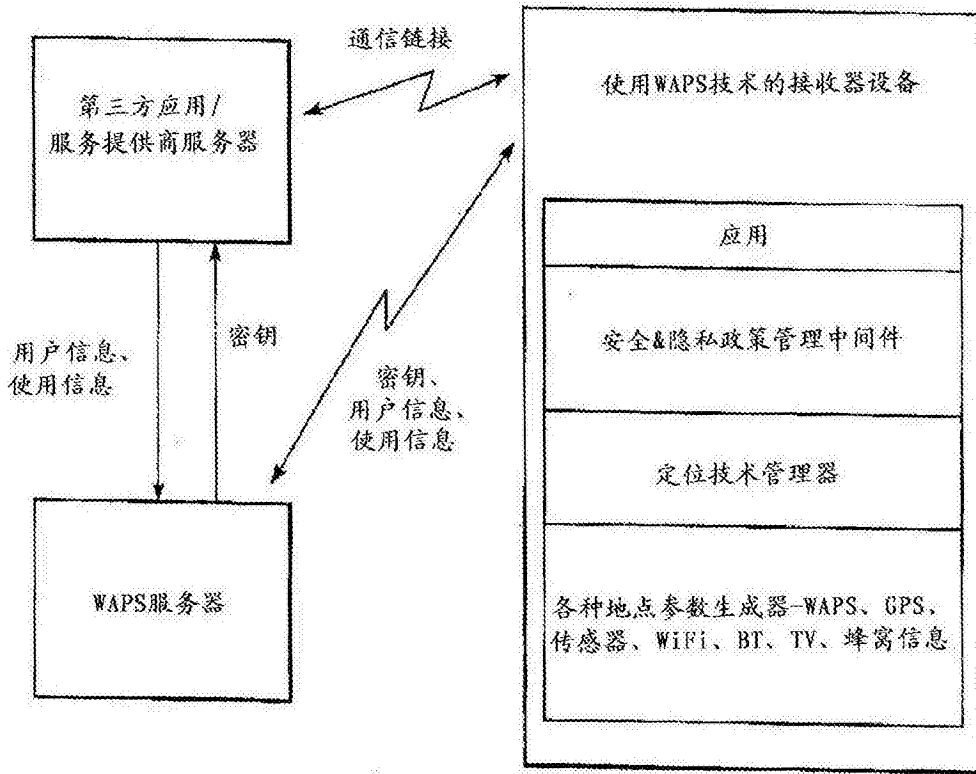 通信链接
第三方应用/
服务提供商服务器
使用WAPS技术的接收器设备
应用
安全&隐私政策管理中间件
用户信息、
使用信息
密钥
密钥、
用户信息、
使用信息
定位技术管理器
WAPS服务器
各种地点参数生成器-WAPS、GPS、
传感器、WiFi、BT、TV、蜂窝信息